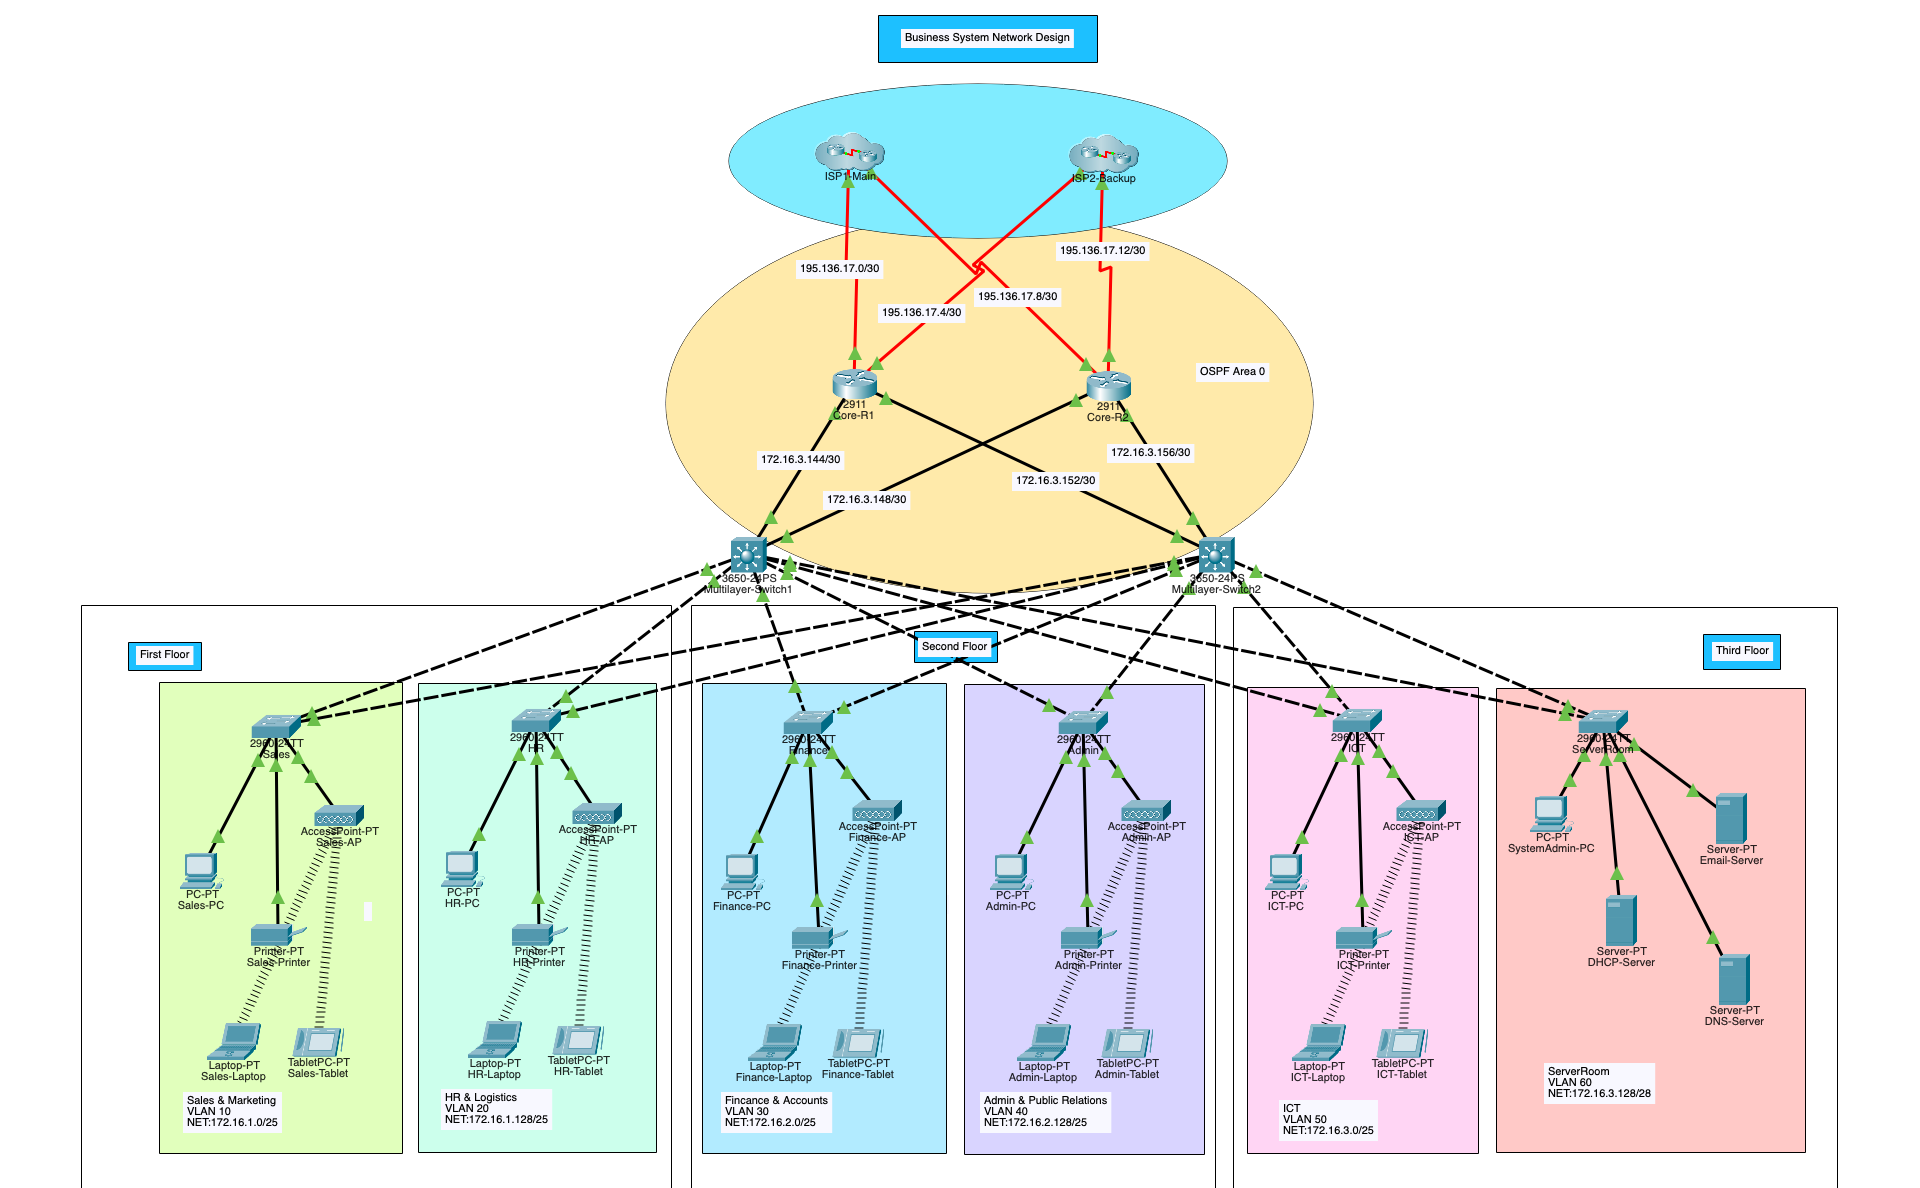 Business System Network Design
ISP1-Main
ISP2-Backup
195.136.17.0/30
195.136.17.12/30
195.136.17.4/30
195.136.17.8/30
OSPF Area 0
2911
Core-R1
2911
Core-R2
172.16.3.144/30
172.16.3.156/30
172.16.3.148/30
172.16.3.152/30
3650-24PS
Multilayer-Switch1
3650-24PS
Multilayer-Switch2
First Floor
Second Floor
Third Floor
2960-24TT
Sales
AccessPoint-PT
Sales-AP
PC-PT
Sales-PC
Printer-PT
Sales-Printer
Laptop-PT
Sales-Laptop
TabletPC-PT
Sales-Tablet
Sales & Marketing
VLAN 10
NET:172.16.1.0/25
2960-24TT
HR
AccessPoint-PT
HR-AP
PC-PT
HR-PC
Printer-PT
HR-Printer
Laptop-PT
HR-Laptop
TabletPC-PT
HR-Tablet
HR & Logistics
VLAN 20
NET:172.16.1.128/25
2960-24TT
Finance
AccessPoint-PT
Finance-AP
PC-PT
Finance-PC
Printer-PT
Finance-Printer
Laptop-PT
Finance-Laptop
TabletPC-PT
Finance-Tablet
Fincance & Accounts
VLAN 30
NET:172.16.2.0/25
2960-24TT
Admin
AccessPoint-PT
Admin-AP
PC-PT
Admin-PC
Printer-PT
Admin-Printer
Laptop-PT
Admin-Laptop
TabletPC-PT
Admin-Tablet
Admin & Public Relations
VLAN 40
NET:172.16.2.128/25
2960-24TT
ICT
AccessPoint-PT
ICT-AP
PC-PT
ICT-PC
Printer-PT
ICT-Printer
Laptop-PT
ICT-Laptop
TabletPC-PT
ICT-Tablet
ICT
VLAN 50
NET:172.16.3.0/25
2960-24TT
ServerRoom
PC-PT
SystemAdmin-PC
Server-PT
Email-Server
Server-PT
DHCP-Server
Server-PT
DNS-Server
ServerRoom
VLAN 60
NET:172.16.3.128/28